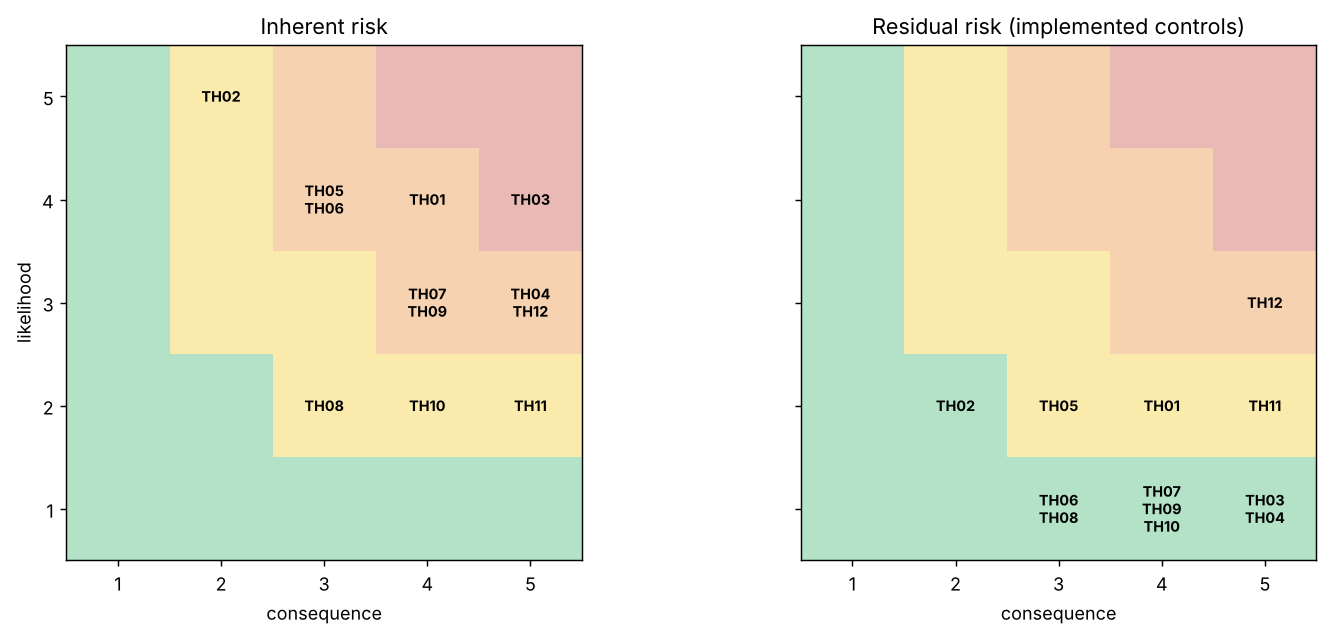 Inherent risk
likelihood
5
TH02
4
TH05
TH06
TH01
TH03
3
TH07
TH09
TH04
TH12
2
TH08
TH10
TH11
1
1
2
3
4
5
consequence
Residual risk (implemented controls)
TH12
TH02
TH05
TH01
TH11
TH06
TH08
TH07
TH09
TH10
TH03
TH04
1
2
3
4
5
consequence